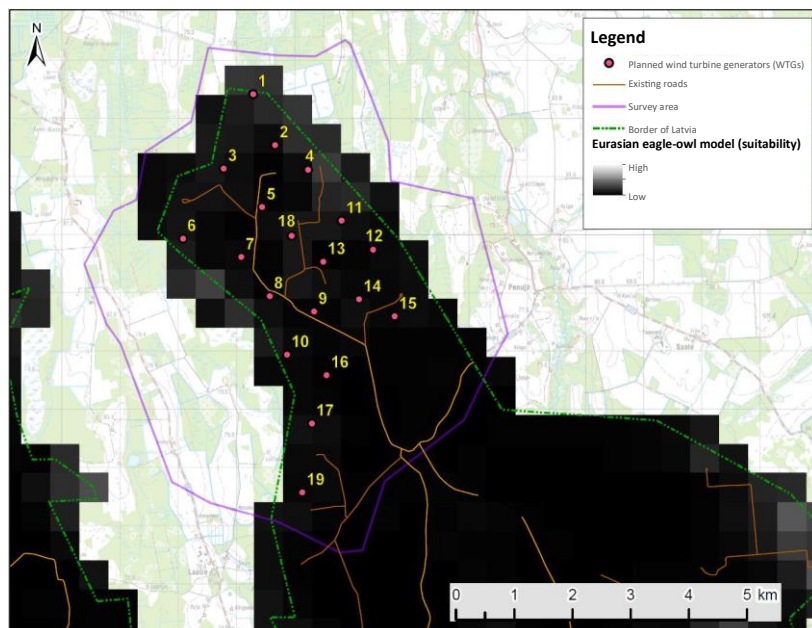 N
Legend
Planned wind turbine generators (WTGs)
Existing roads
Survey area
Border of Latvia
Eurasian eagle-owl model (suitability)
High
Low
1
2
3
4
5
11
6
18
12
7
13
8
14
9
15
10
16
17
19
Penuja
Saate
0 1 2 3 4 5 km